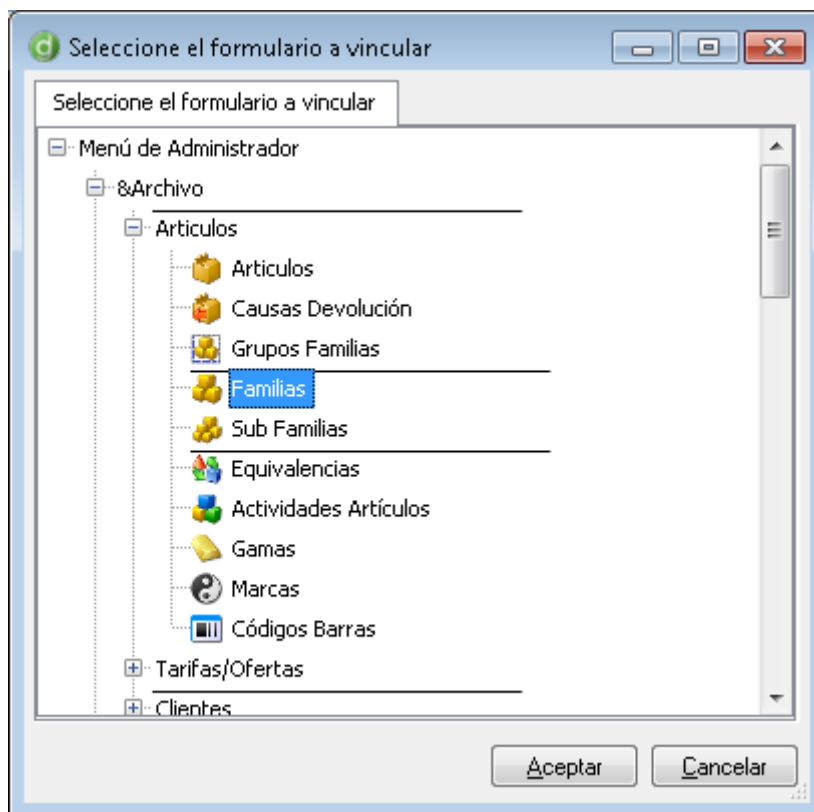 Seleccione el formulario a vincular
Seleccione el formulario a vincular
Menú de Administrador
&Archivo
Articulos
Articulos
Causas Devolución
Grupos Familias
Familias
Sub Familias
Equivalencias
Actividades Artículos
Gamas
Marcas
Códigos Barras
Tarifas/Ofertas
Clientes
Aceptar
Cancelar